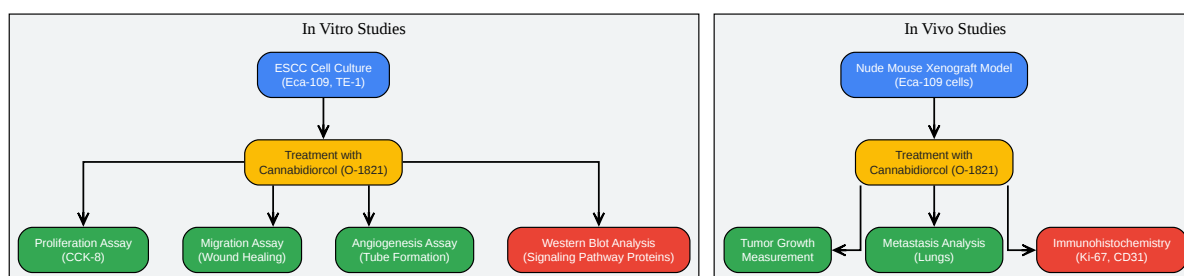 In Vitro Studies
ESCC Cell Culture
(Eca-109, TE-1)
Treatment with
Cannabidiorcol (O-1821)
Proliferation Assay
(CCK-8)
Migration Assay
(Wound Healing)
Angiogenesis Assay
(Tube Formation)
Western Blot Analysis
(Signaling Pathway Proteins)
In Vivo Studies
Nude Mouse Xenograft Model
(Eca-109 cells)
Treatment with
Cannabidiorcol (O-1821)
Tumor Growth
Measurement
Metastasis Analysis
(Lungs)
Immunohistochemistry
(Ki-67, CD31)